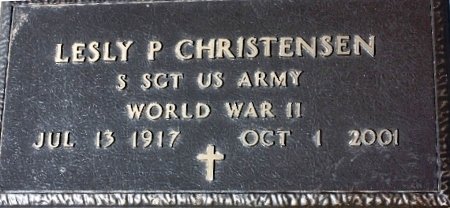 LESLY P CHRISTENSEN
S SGT US ARMY
WORLD WAR II
JUL 13 1917 OCT 1 2001